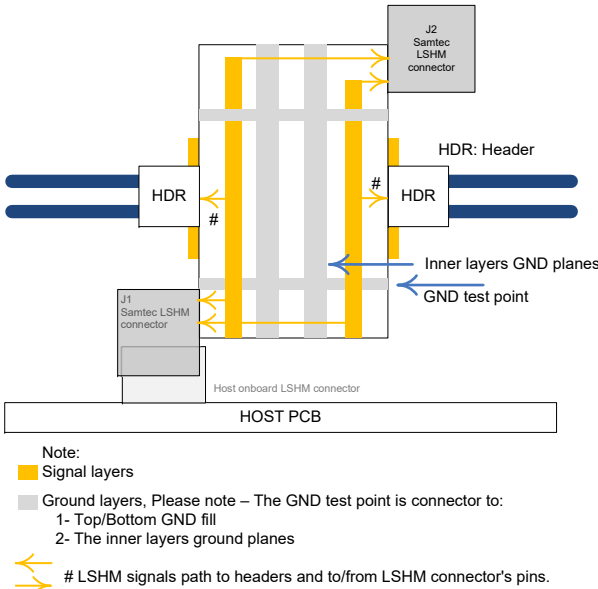 J2
Samtec
LSHM
connector
HDR: Header
HDR
#
#
HDR
Inner layers GND planes
GND test point
J1
Samtec LSHM
connector
Host onboard LSHM connector
HOST PCB
Note:
Signal layers
Ground layers, Please note – The GND test point is connector to:
1- Top/Bottom GND fill
2- The inner layers ground planes
# LSHM signals path to headers and to/from LSHM connector's pins.